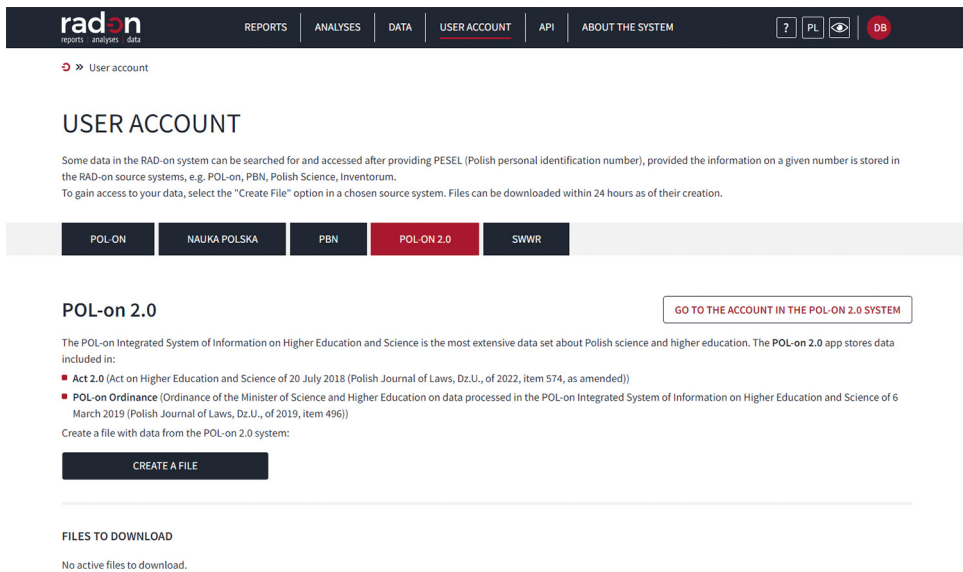 radon
reports | analyses | data
REPORTS
ANALYSES
DATA
USER ACCOUNT
API
ABOUT THE SYSTEM
?
PL
DB
» User account
USER ACCOUNT
Some data in the RAD-on system can be searched for and accessed after providing PESEL (Polish personal identification number), provided the information on a given number is stored in
the RAD-on source systems, e.g. POL-on, PBN, Polish Science, Inventorum.
To gain access to your data, select the "Create File" option in a chosen source system. Files can be downloaded within 24 hours as of their creation.
POL-ON
NAUKA POLSKA
PBN
POL-ON 2.0
SWWR
POL-on 2.0
GO TO THE ACCOUNT IN THE POL-ON 2.0 SYSTEM
The POL-on Integrated System of Information on Higher Education and Science is the most extensive data set about Polish science and higher education. The POL-on 2.0 app stores data
included in:
Act 2.0 (Act on Higher Education and Science of 20 July 2018 (Polish Journal of Laws, Dz.U., of 2022, item 574, as amended))
POL-on Ordinance (Ordinance of the Minister of Science and Higher Education on data processed in the POL-on Integrated System of Information on Higher Education and Science of 6
March 2019 (Polish Journal of Laws, Dz.U., of 2019, item 496))
Create a file with data from the POL-on 2.0 system:
CREATE A FILE
FILES TO DOWNLOAD
No active files to download.